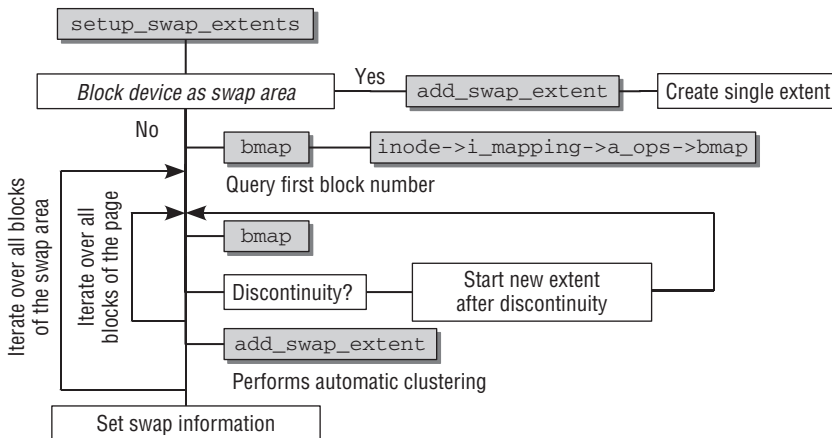 setup_swap_extents
Block device as swap area
Yes
add_swap_extent
Create single extent
No
bmap
inode->i_mapping->a_ops->bmap
Query first block number
Iterate over all blocks
of the swap area
Iterate over all
blocks of the page
bmap
Discontinuity?
Start new extent
after discontinuity
add_swap_extent
Performs automatic clustering
Set swap information